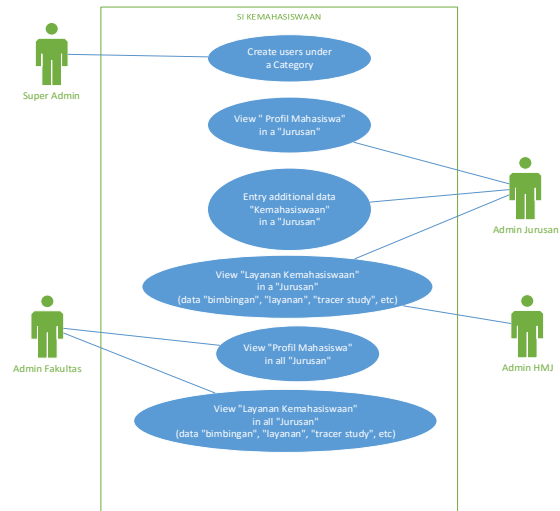 SI KEMAHASISWAAN
Create users under
a Category
Super Admin
View " Profil Mahasiswa"
in a "Jurusan"
Entry additional data
"Kemahasiswaan"
in a "Jurusan"
Admin Jurusan
View "Layanan Kemahasiswaan"
in a "Jurusan"
(data "bimbingan", "layanan", "tracer study", etc)
View "Profil Mahasiswa"
in all "Jurusan"
Admin Fakultas
Admin HMJ
View "Layanan Kemahasiswaan"
in all "Jurusan"
(data "bimbingan", "layanan", "tracer study", etc)